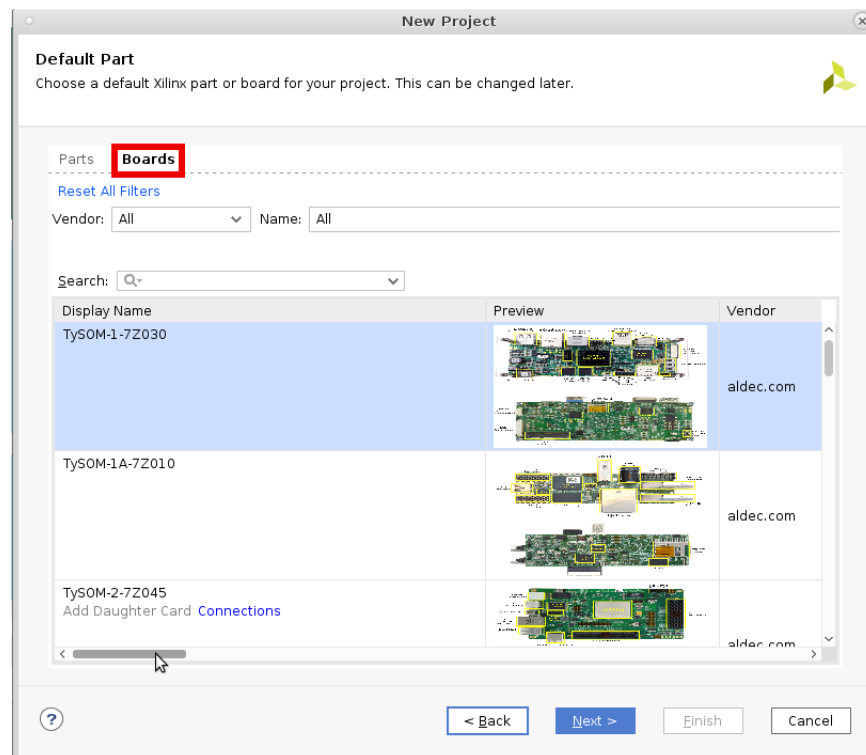 New Project
Default Part
Choose a default Xilinx part or board for your project. This can be changed later.
Parts Boards
Reset All Filters
Vendor: All Name: All
Search:
Display Name Preview Vendor
TySOM-1-7Z030
aldec.com
TySOM-1A-7Z010
aldec.com
TySOM-2-7Z045
Add Daughter Card Connections
aldec.com
? < Back Next > Finish Cancel